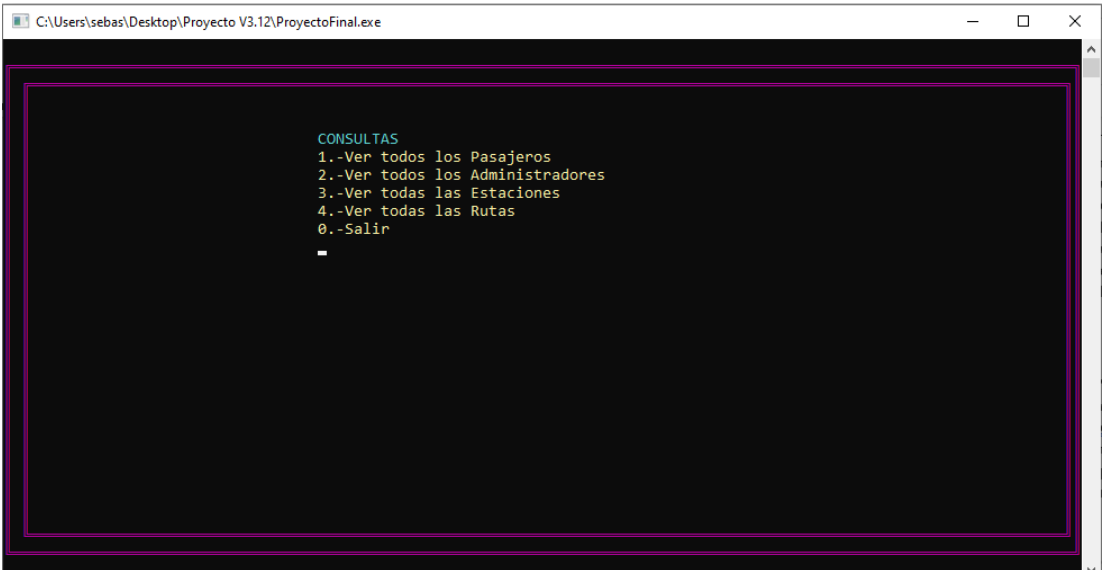 C:\Users\sebas\Desktop\Proyecto V3.12\ProyectoFinal.exe
CONSULTAS
1.-Ver todos los Pasajeros
2.-Ver todos los Administradores
3.-Ver todas las Estaciones
4.-Ver todas las Rutas
0.-Salir